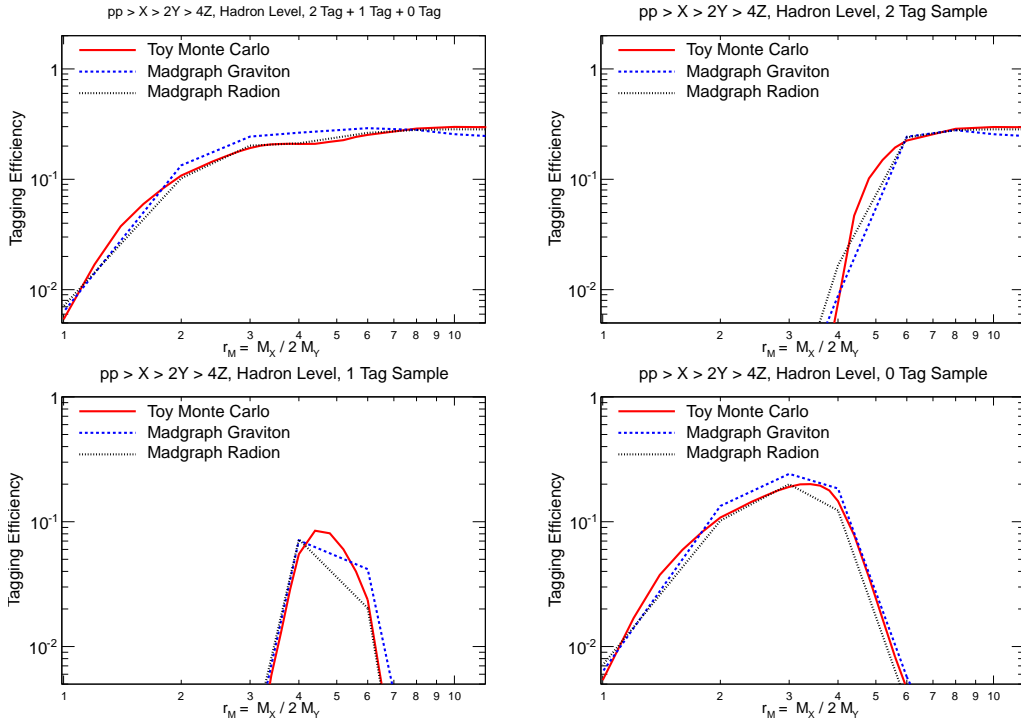 pp > X > 2Y > 4Z, Hadron Level, 2 Tag + 1 Tag + 0 Tag
Toy Monte Carlo
Madgraph Graviton
Madgraph Radion
Tagging Efficiency
1
10^-1
10^-2
1 2 3 4 5 6 7 8 9 10
r_M = M_X / 2 M_Y
pp > X > 2Y > 4Z, Hadron Level, 2 Tag Sample
Toy Monte Carlo
Madgraph Graviton
Madgraph Radion
Tagging Efficiency
1
10^-1
10^-2
1 2 3 4 5 6 7 8 9 10
r_M = M_X / 2 M_Y
pp > X > 2Y > 4Z, Hadron Level, 1 Tag Sample
Toy Monte Carlo
Madgraph Graviton
Madgraph Radion
Tagging Efficiency
1
10^-1
10^-2
1 2 3 4 5 6 7 8 9 10
r_M = M_X / 2 M_Y
pp > X > 2Y > 4Z, Hadron Level, 0 Tag Sample
Toy Monte Carlo
Madgraph Graviton
Madgraph Radion
Tagging Efficiency
1
10^-1
10^-2
1 2 3 4 5 6 7 8 9 10
r_M = M_X / 2 M_Y